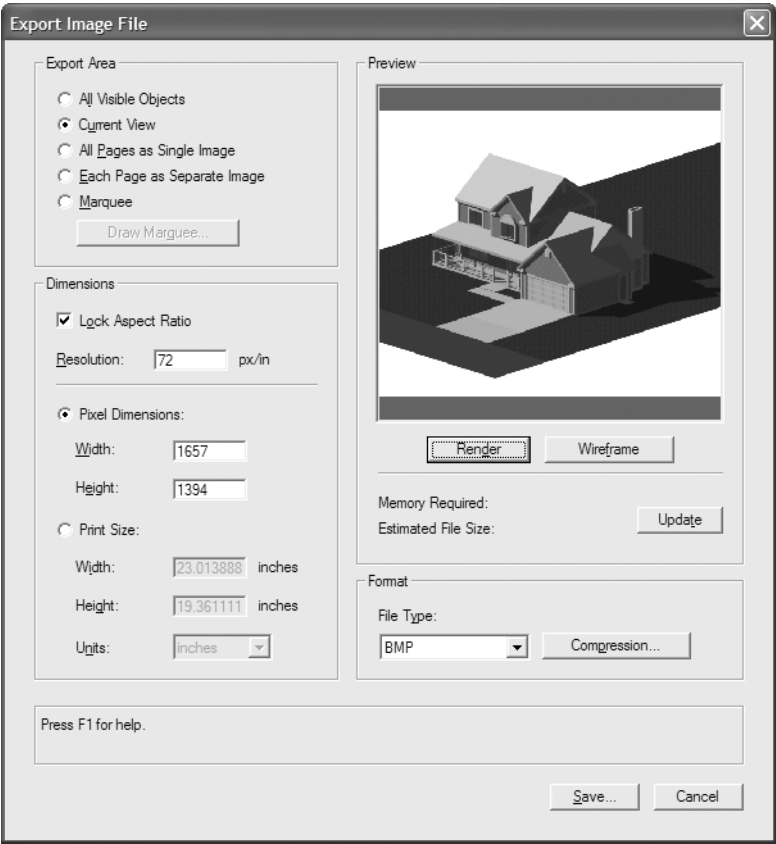 Export Image File
Export Area
All Visible Objects
Current View
All Pages as Single Image
Each Page as Separate Image
Marquee
Draw Marquee...
Dimensions
Lock Aspect Ratio
Resolution: 72 px/in
Pixel Dimensions:
Width: 1657
Height: 1394
Print Size:
Width: 23.013888 inches
Height: 19.361111 inches
Units: inches
Preview
Render Wireframe
Memory Required:
Estimated File Size:
Update
Format
File Type:
BMP Compression...
Press F1 for help.
Save... Cancel